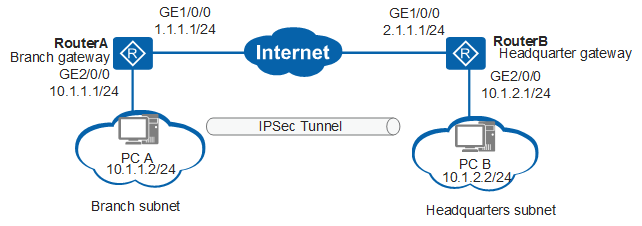 GE1/0/0
1.1.1.1/24
GE1/0/0
2.1.1.1/24
RouterA
Branch gateway
R
Internet
R
RouterB
Headquarter gateway
GE2/0/0
10.1.1.1/24
GE2/0/0
10.1.2.1/24
IPSec Tunnel
PC A
10.1.1.2/24
PC B
10.1.2.2/24
Branch subnet
Headquarters subnet